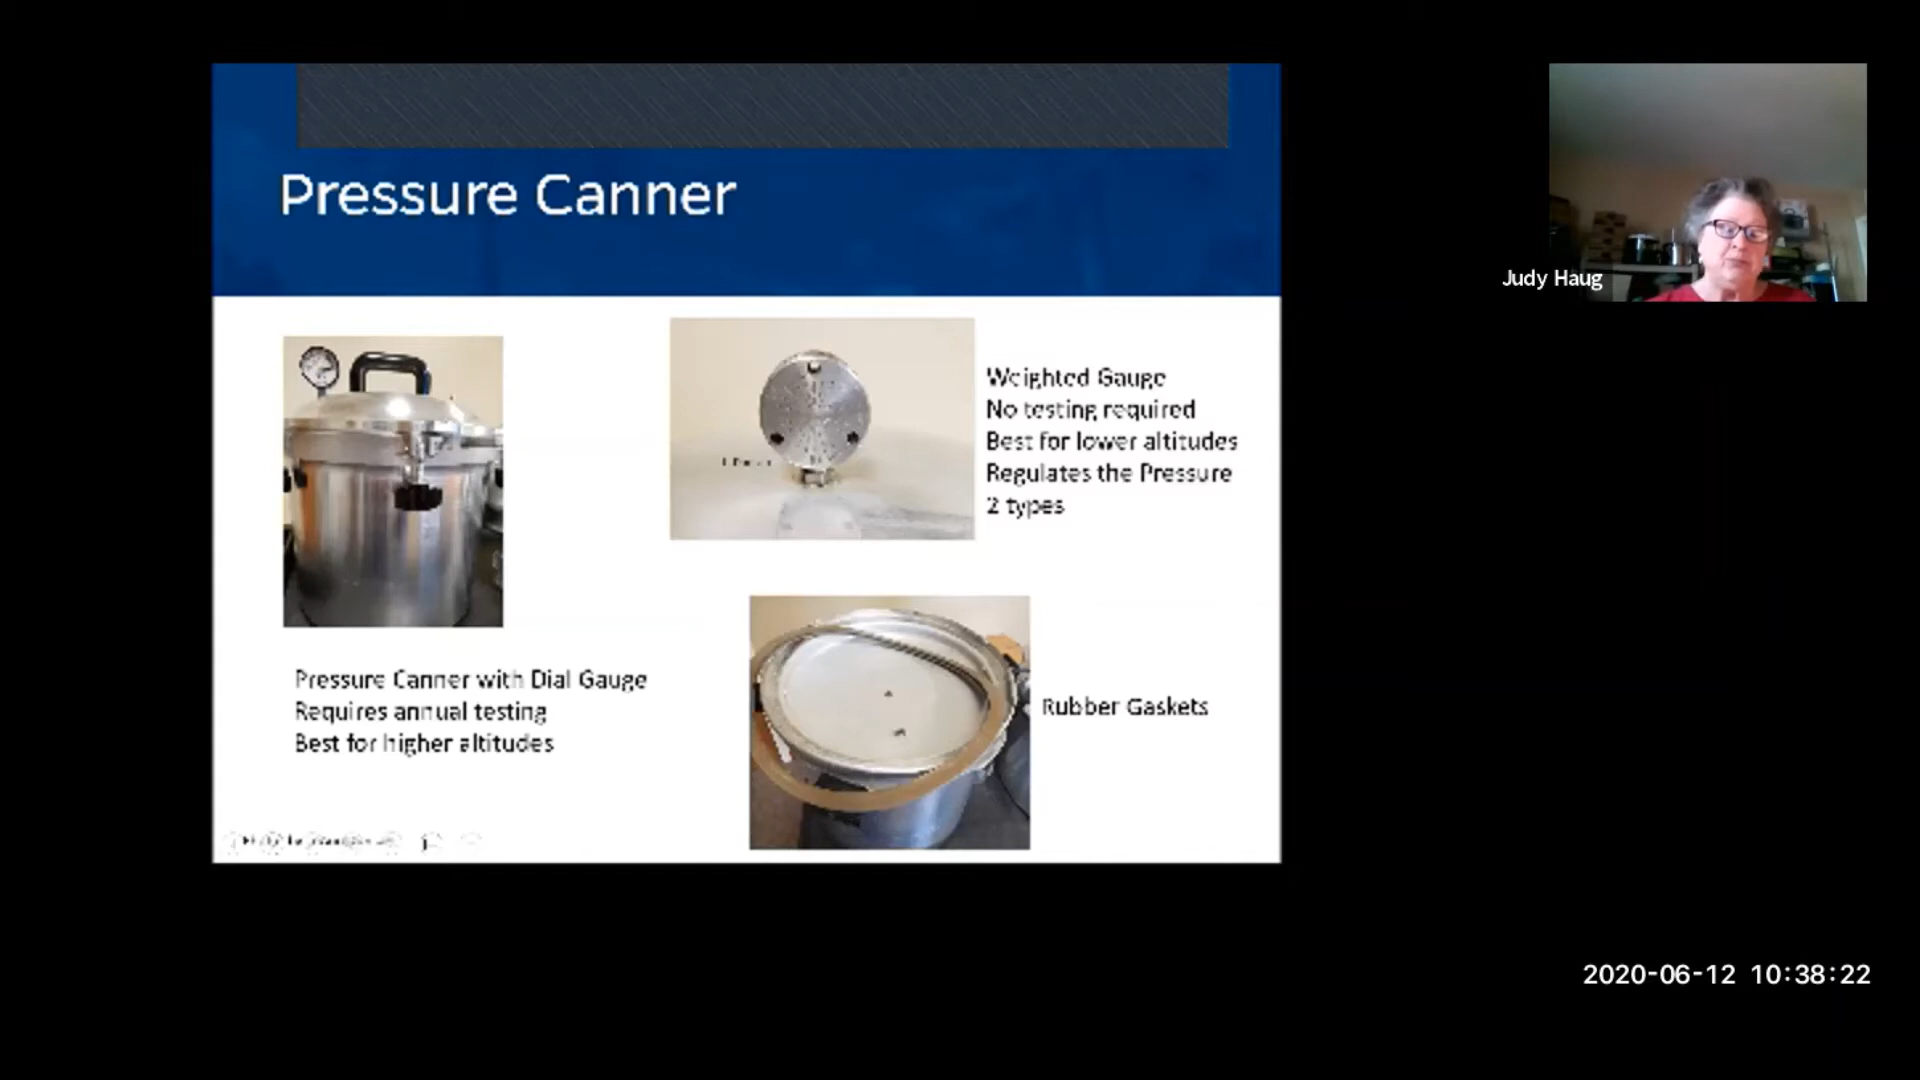 Pressure Canner
Judy Haug
Weighted Gauge
No testing required
Best for lower altitudes
Regulates the Pressure
2 types
Pressure Canner with Dial Gauge
Requires annual testing
Best for higher altitudes
Rubber Gaskets
2020-06-12 10:38:22